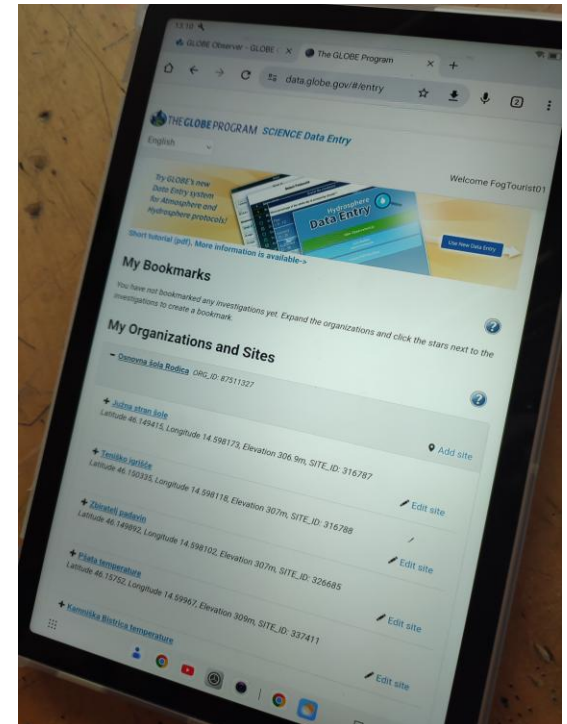 13:10
GLOBE Observer - GLOBE
The GLOBE Program
data.globe.gov/#/entry
2
THE GLOBE PROGRAM SCIENCE Data Entry
English
Welcome FogTourist01
Try GLOBE's new
Data Entry system
for Atmosphere and
Hydrosphere protocols!
Hydrosphere
Data Entry
Use New Data Entry
Short tutorial (pdf). More information is available->
My Bookmarks
You have not bookmarked any investigations yet. Expand the organizations and click the stars next to the
investigations to create a bookmark.
My Organizations and Sites
− Osnovna šola Rodica ORG_ID: 87511327
Add site
+ Južna stran šole
Latitude 46.149415, Longitude 14.598173, Elevation 306.9m, SITE_ID: 316787
Edit site
+ Teniško igrišče
Latitude 46.150335, Longitude 14.598118, Elevation 307m, SITE_ID: 316788
Edit site
+ Zbiratelj padavin
Latitude 46.149892, Longitude 14.598102, Elevation 307m, SITE_ID: 326685
Edit site
+ Pšata temperature
Latitude 46.15752, Longitude 14.59967, Elevation 309m, SITE_ID: 337411
Edit site
+ Kamniška Bistrica temperature